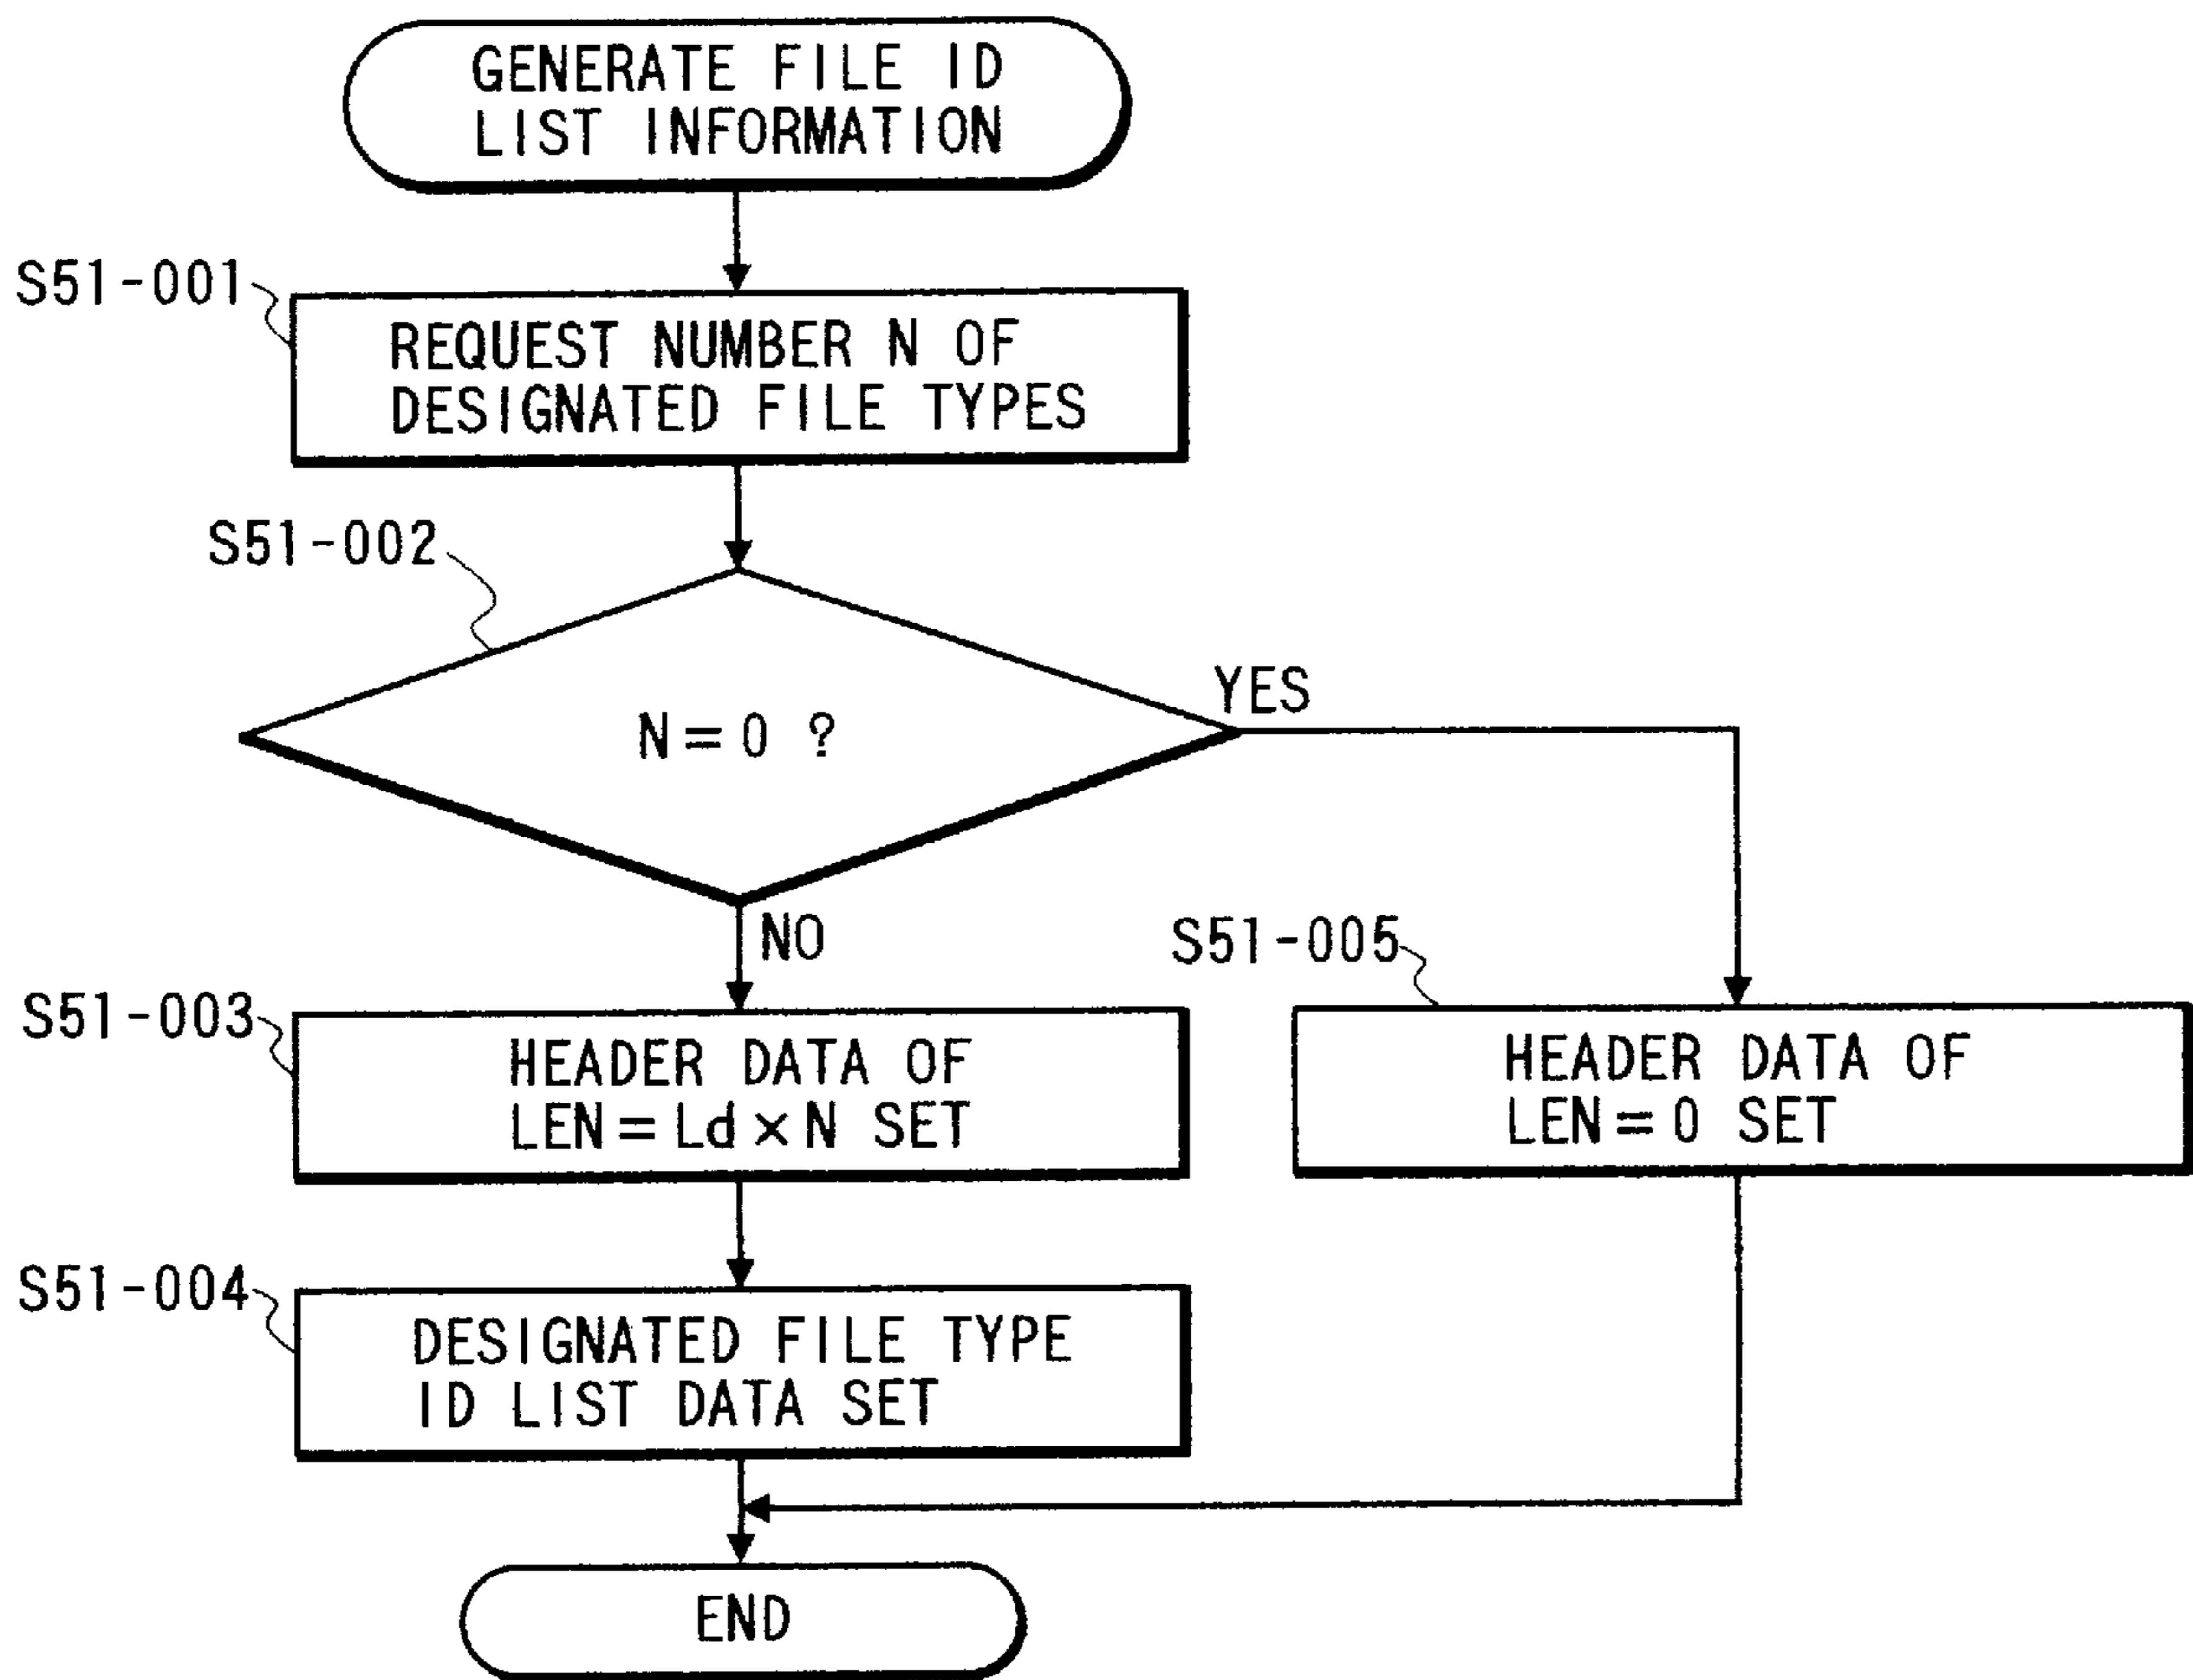 GENERATE FILE ID
LIST INFORMATION
S51-001
REQUEST NUMBER N OF
DESIGNATED FILE TYPES
S51-002
N=0 ?
YES
NO
S51-003
HEADER DATA OF
LEN=Ld×N SET
S51-005
HEADER DATA OF
LEN=0 SET
S51-004
DESIGNATED FILE TYPE
ID LIST DATA SET
END